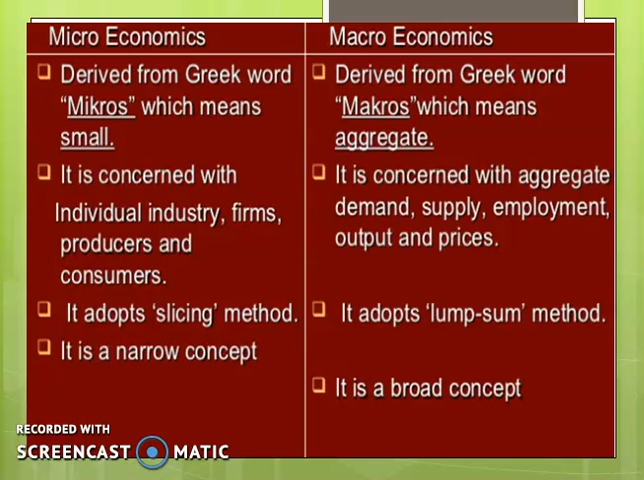 Micro Economics
Derived from Greek word
“Mikros” which means
small.
It is concerned with
Individual industry, firms,
producers and
consumers.
It adopts ‘slicing’ method.
It is a narrow concept
Macro Economics
Derived from Greek word
“Makros”which means
aggregate.
It is concerned with aggregate
demand, supply, employment,
output and prices.
It adopts ‘lump-sum’ method.
It is a broad concept
RECORDED WITH
SCREENCAST MATIC